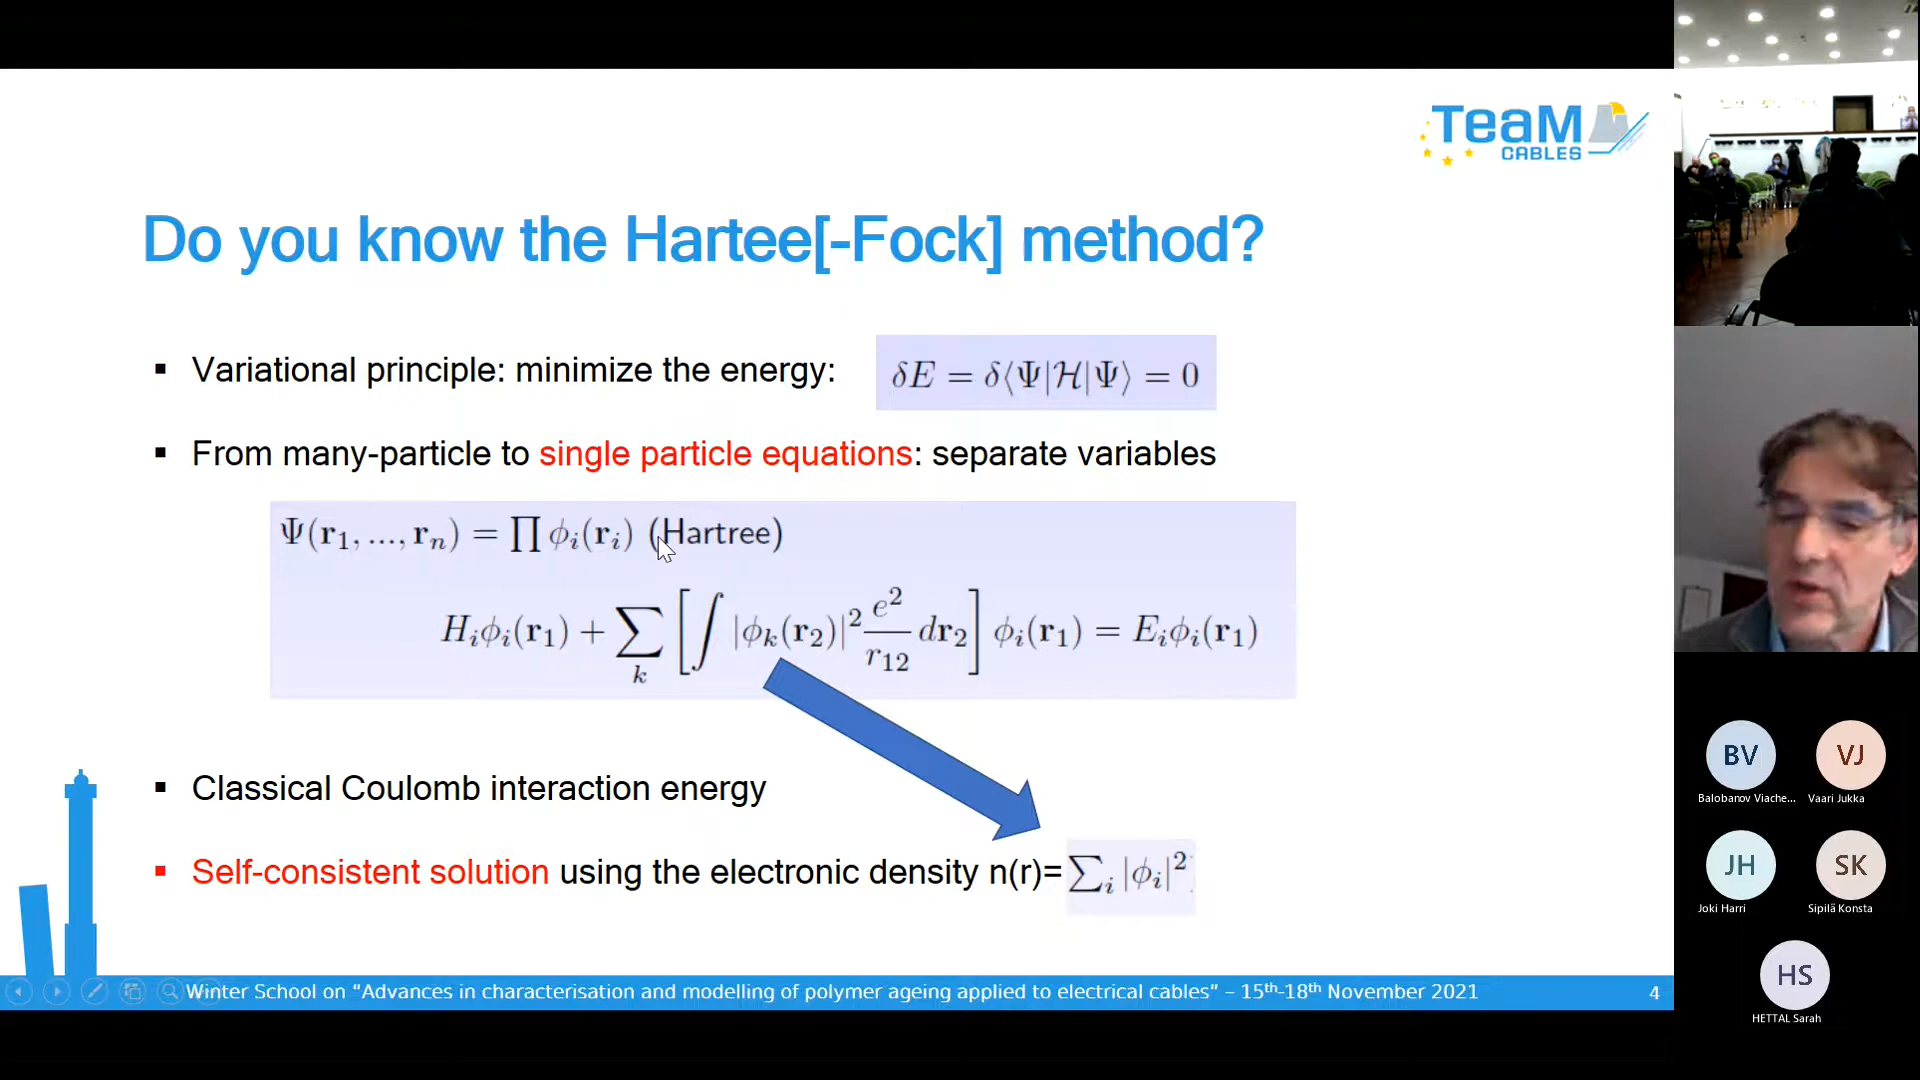 TeaM
CABLES
Do you know the Hartee[-Fock] method?
▪ Variational principle: minimize the energy:
δE = δ⟨Ψ|ℋ|Ψ⟩ = 0
▪ From many-particle to single particle equations: separate variables
Ψ(r₁, ..., rₙ) = ∏ ϕᵢ(rᵢ) (Hartree)
Hᵢϕᵢ(r₁) + ∑ₖ [∫ |ϕₖ(r₂)|² e²/r₁₂ dr₂] ϕᵢ(r₁) = Eᵢϕᵢ(r₁)
▪ Classical Coulomb interaction energy
▪ Self-consistent solution using the electronic density n(r)= ∑ᵢ |ϕᵢ|²
Winter School on “Advances in characterisation and modelling of polymer ageing applied to electrical cables” – 15th-18th November 2021
4
BV
VJ
Balobanov Viache...
Vaari Jukka
JH
SK
Joki Harri
Sipilä Konsta
HS
HETTAL Sarah